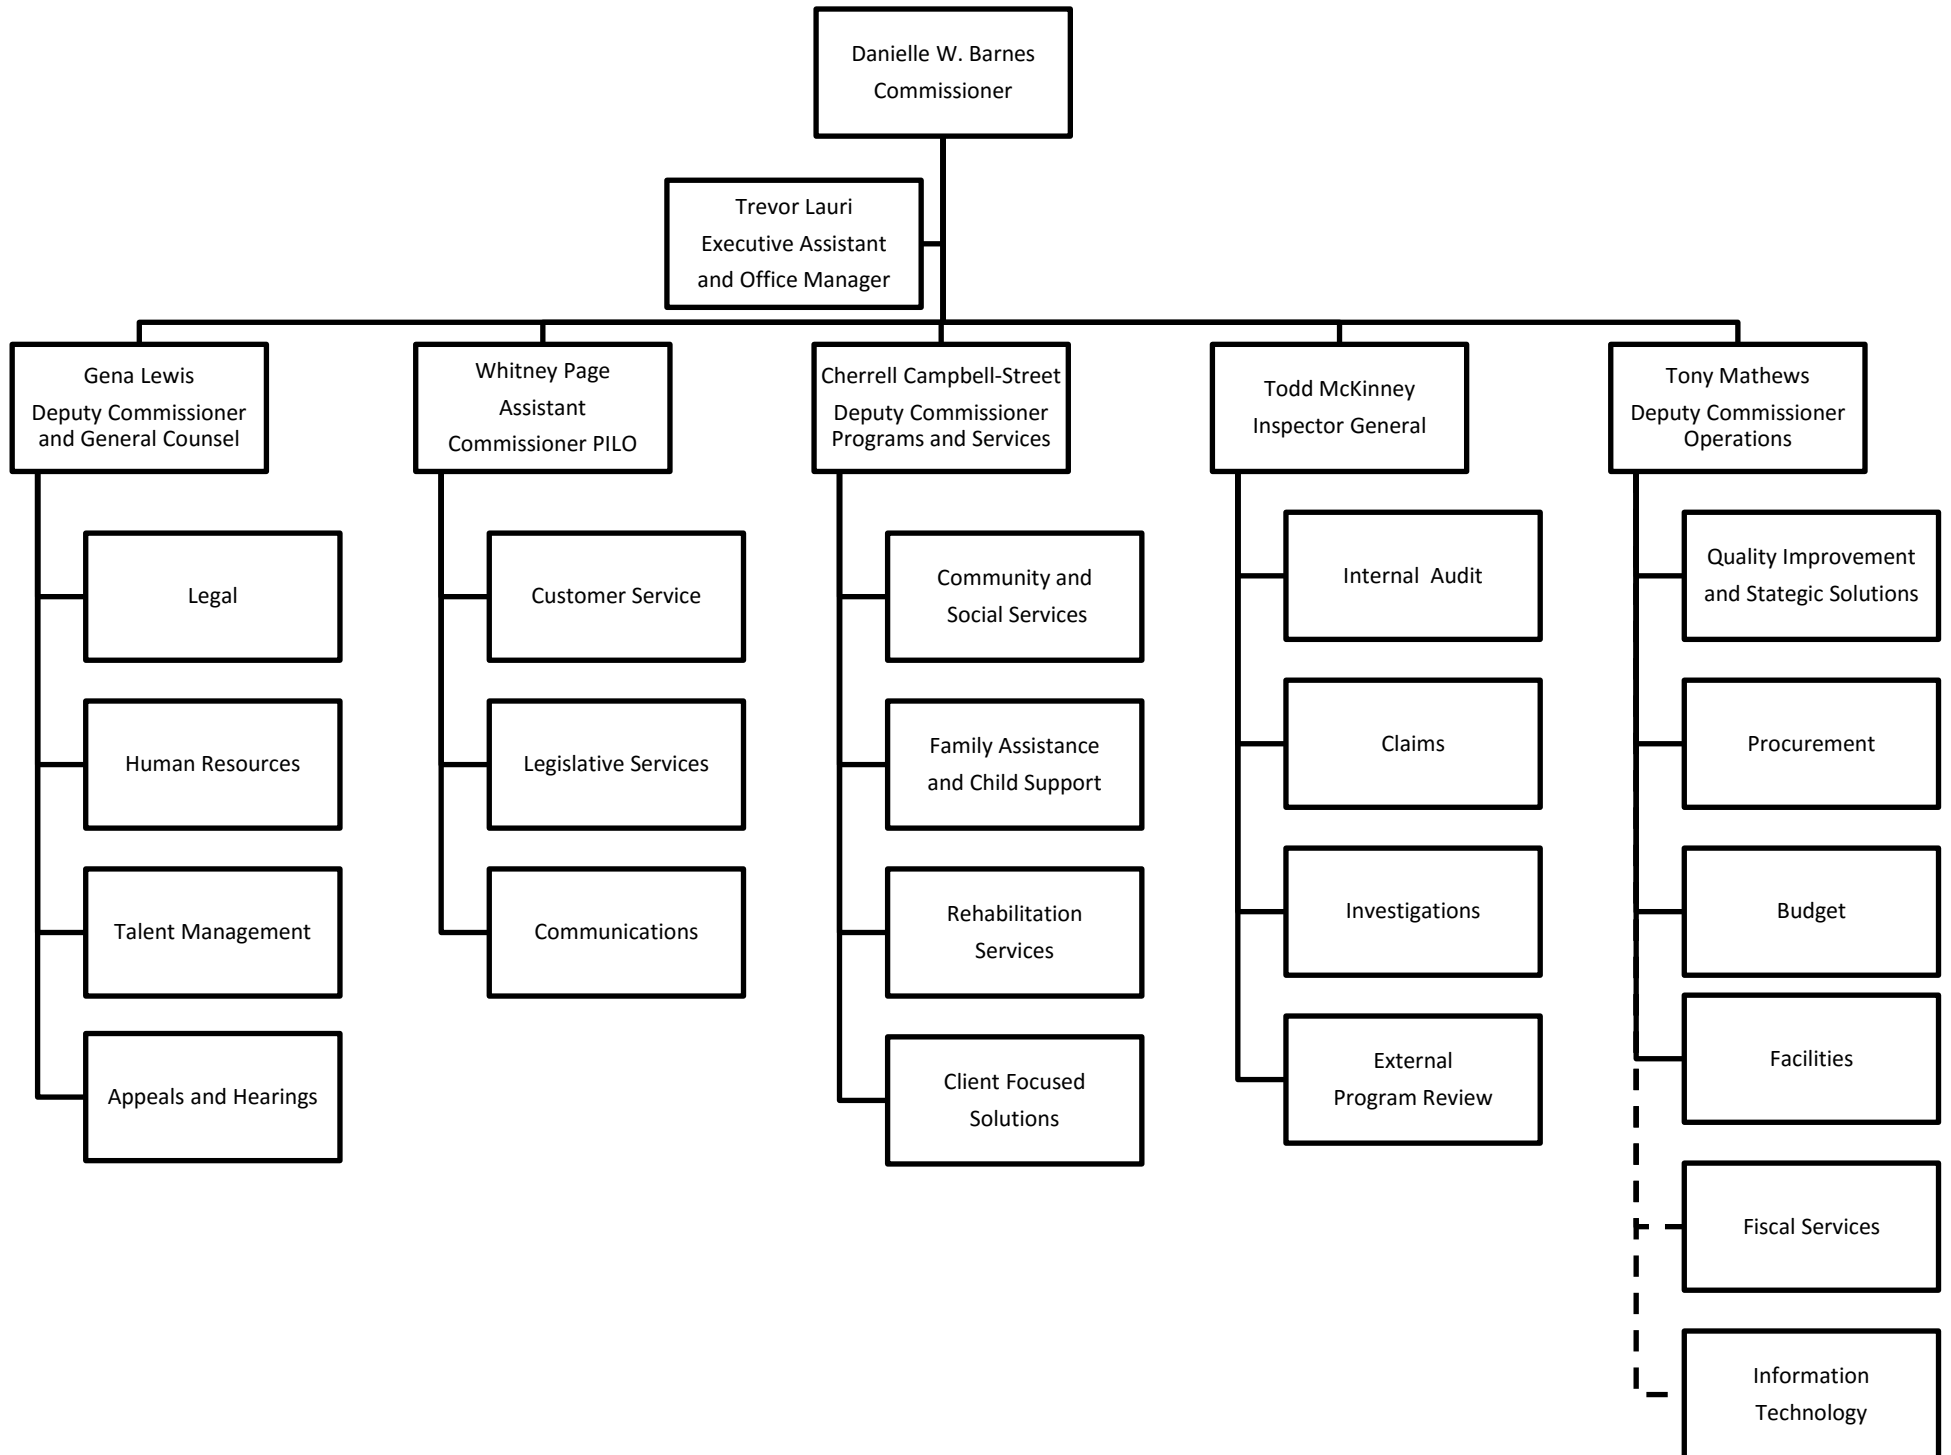 Danielle W. Barnes
Commissioner
Trevor Lauri
Executive Assistant
and Office Manager
Gena Lewis
Deputy Commissioner
and General Counsel
Legal
Human Resources
Talent Management
Appeals and Hearings
Whitney Page
Assistant
Commissioner PILO
Customer Service
Legislative Services
Communications
Cherrell Campbell-Street
Deputy Commissioner
Programs and Services
Community and
Social Services
Family Assistance
and Child Support
Rehabilitation
Services
Client Focused
Solutions
Todd McKinney
Inspector General
Internal  Audit
Claims
Investigations
External
Program Review
Tony Mathews
Deputy Commissioner
Operations
Quality Improvement
and Stategic Solutions
Procurement
Budget
Facilities
Fiscal Services
Information
Technology